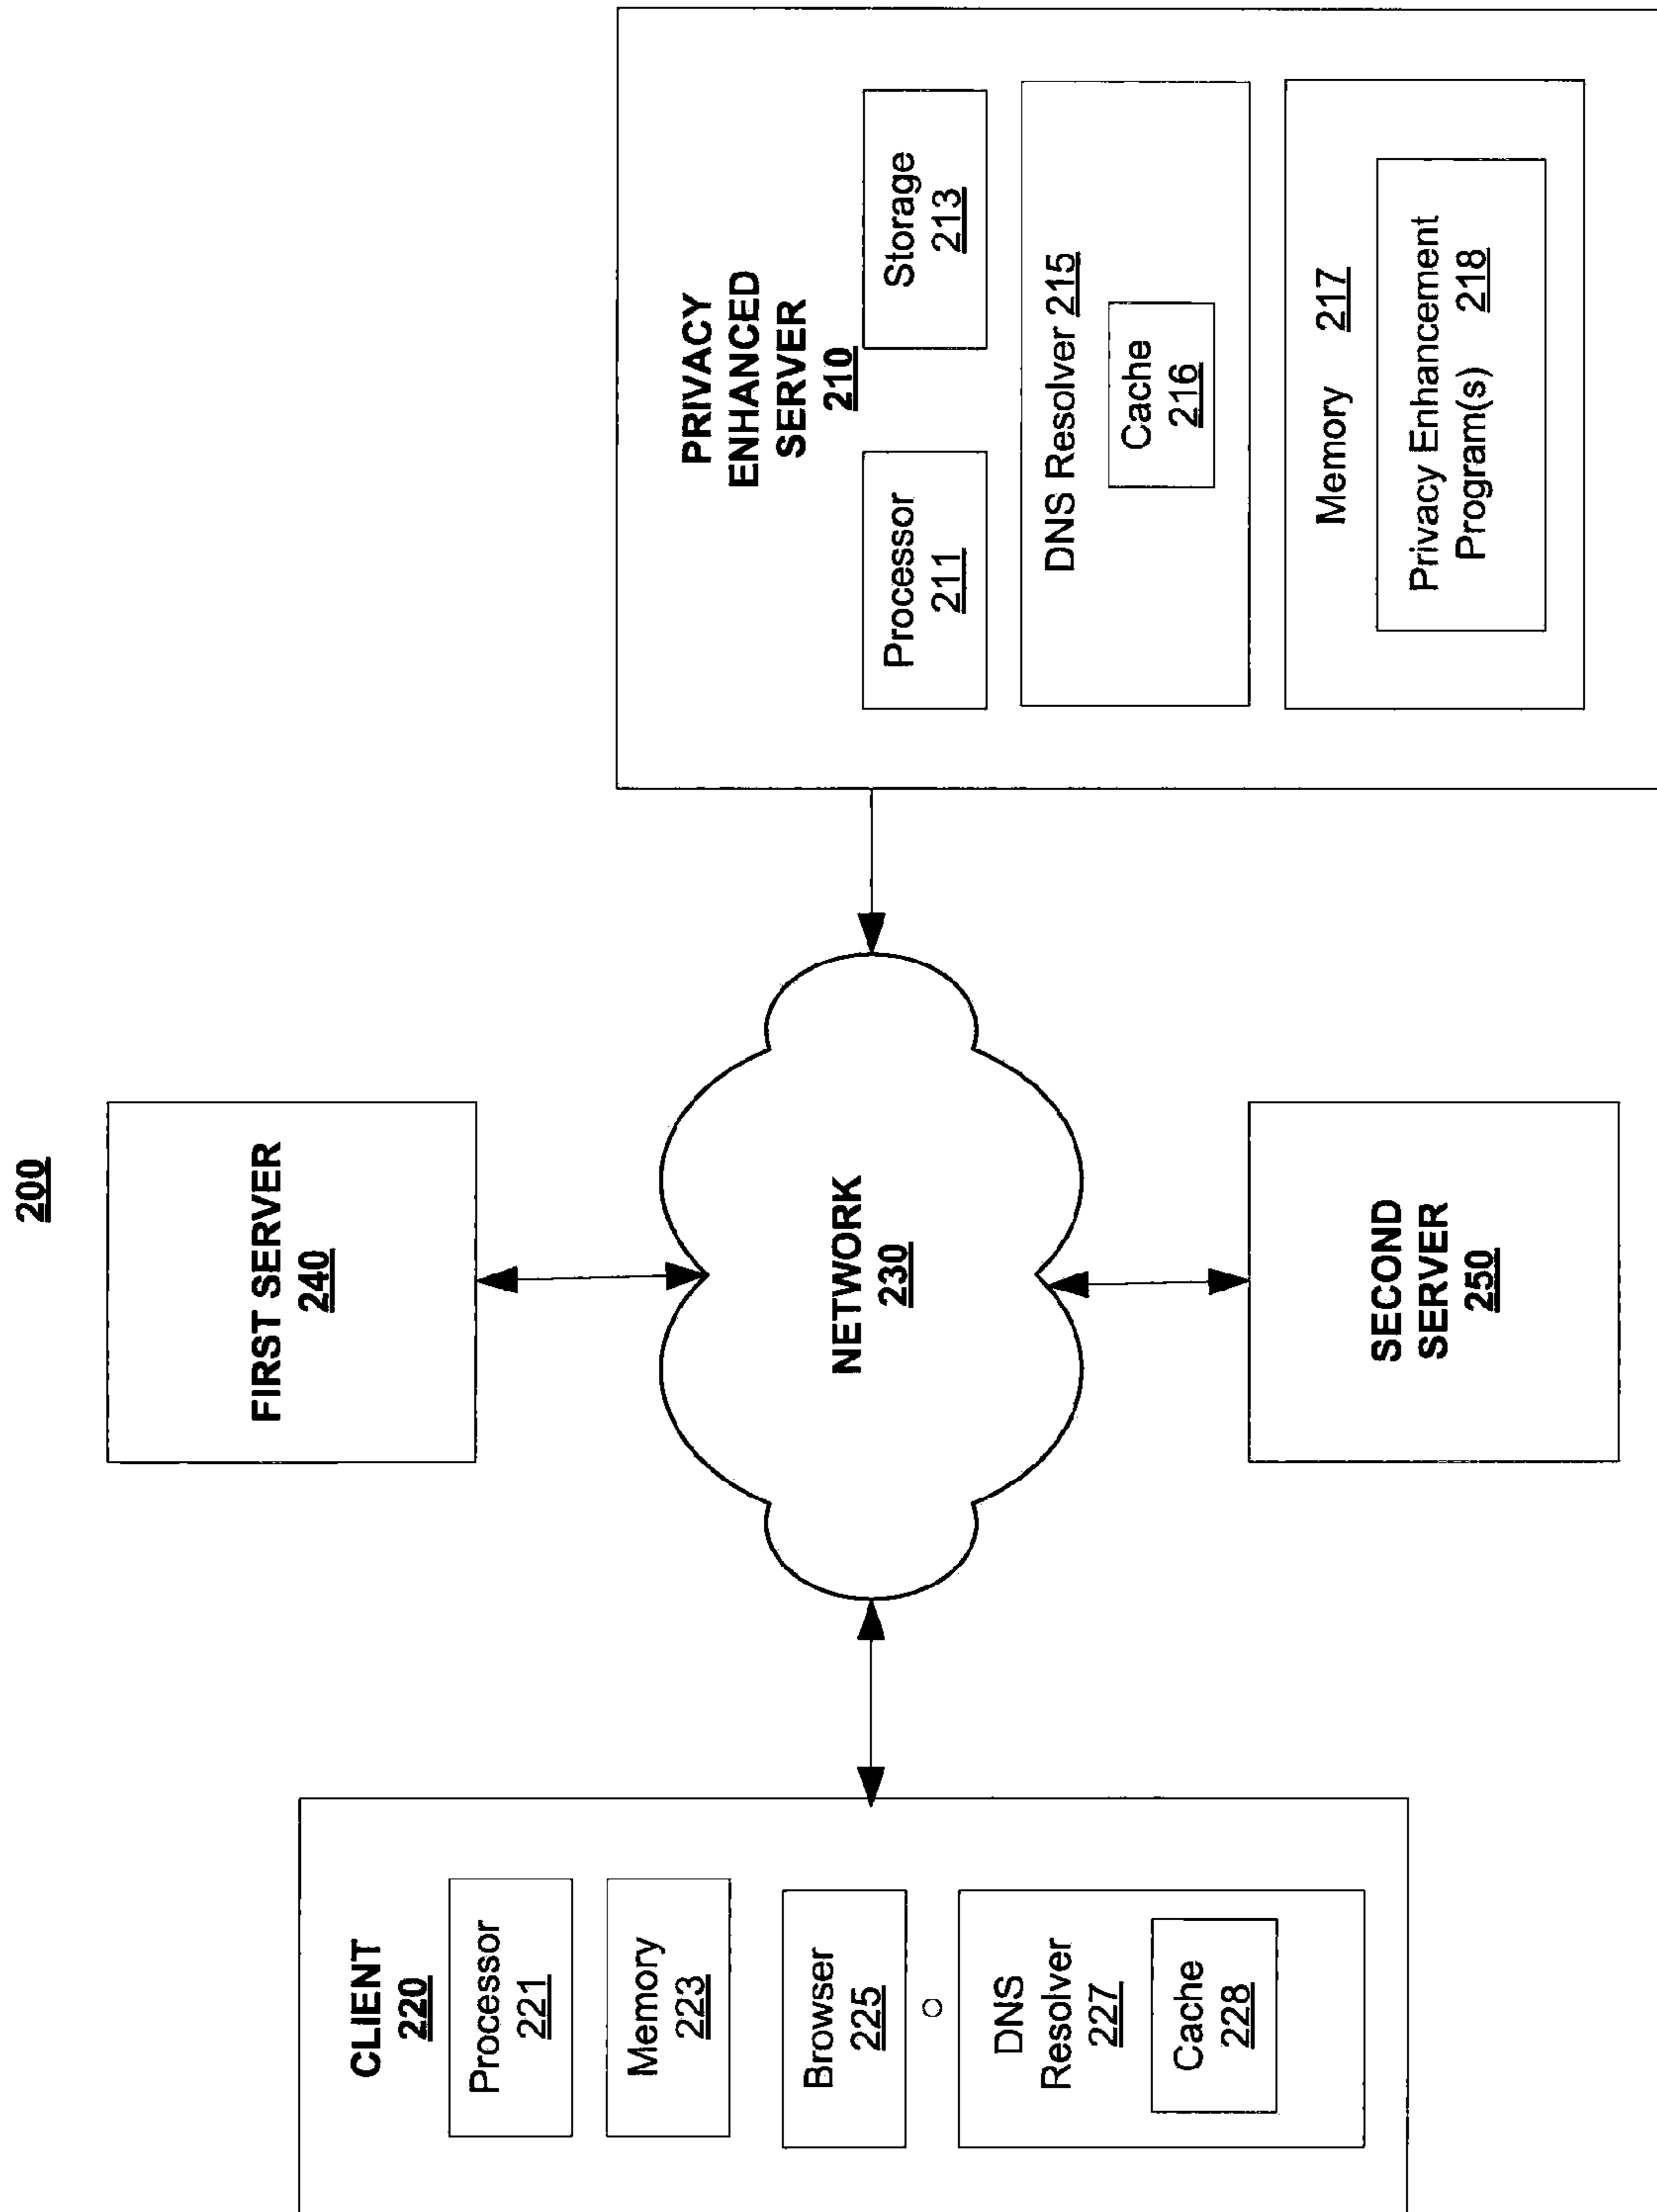 200
CLIENT
220
Processor
221
Memory
223
Browser
225
DNS
Resolver
227
Cache
228
FIRST SERVER
240
NETWORK
230
SECOND
SERVER
250
PRIVACY
ENHANCED
SERVER
210
Processor
211
Storage
213
DNS Resolver 215
Cache
216
Memory 217
Privacy Enhancement
Program(s) 218